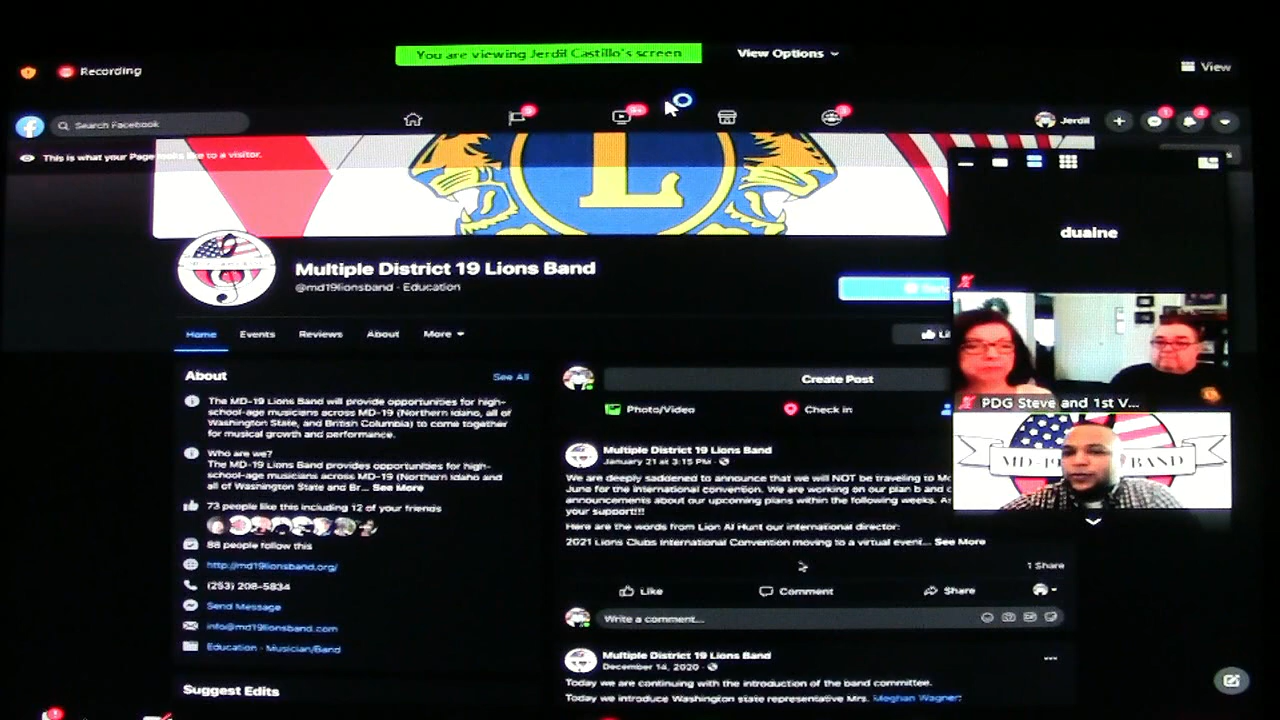 You are viewing Jerdil Castillo's screen
View Options
Recording
View
Search Facebook
9
9+
3
Jerdil
1
4
This is what your Page looks like to a visitor.
L
duaine
Multiple District 19 Lions Band
@md19lionsband · Education
Home
Events
Reviews
About
More
PDG Steve and 1st V...
MD-19
BAND
About
See All
The MD-19 Lions Band will provide opportunities for high-
school-age musicians across MD-19 (Northern Idaho, all of
Washington State, and British Columbia) to come together
for musical growth and performance.
Who are we?
The MD-19 Lions Band provides opportunities for high-
school-age musicians across MD-19 (Northern Idaho and
all of Washington State and Br... See More
73 people like this including 12 of your friends
88 people follow this
http://md19lionsband.org/
(253) 208-5834
Send Message
info@md19lionsband.com
Education · Musician/Band
Suggest Edits
Create Post
Photo/Video
Check in
Multiple District 19 Lions Band
January 21 at 3:15 PM ·
We are deeply saddened to announce that we will NOT be traveling to
June for the international convention. We are working on our plan b and
announcements about our upcoming plans within the following weeks.
your support!!!
Here are the words from Lion Al Hunt our international director:
2021 Lions Clubs International Convention moving to a virtual event... See More
1 Share
Like
Comment
Share
Write a comment...
Multiple District 19 Lions Band
December 14, 2020 ·
Today we are continuing with the introduction of the band committee.
Today we introduce Washington state representative Mrs. Meghan Wagner: